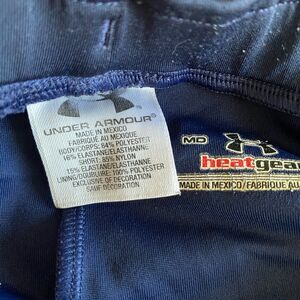 UNDER ARMOUR
MADE IN MEXICO
FABRIQUÉ AU MEXIQUE
BODY/CORPS: 84% POLYESTER
16% ELASTANE/ELASTHANNE
SHORT: 85% NYLON
15% ELASTANE/ELASTHANNE
LINING/DOUBLURE: 100% POLYESTER
EXCLUSIVE OF DECORATION
SAUF DÉCORATION
MD
heatgear
MADE IN MEXICO/FABRIQUÉ AU